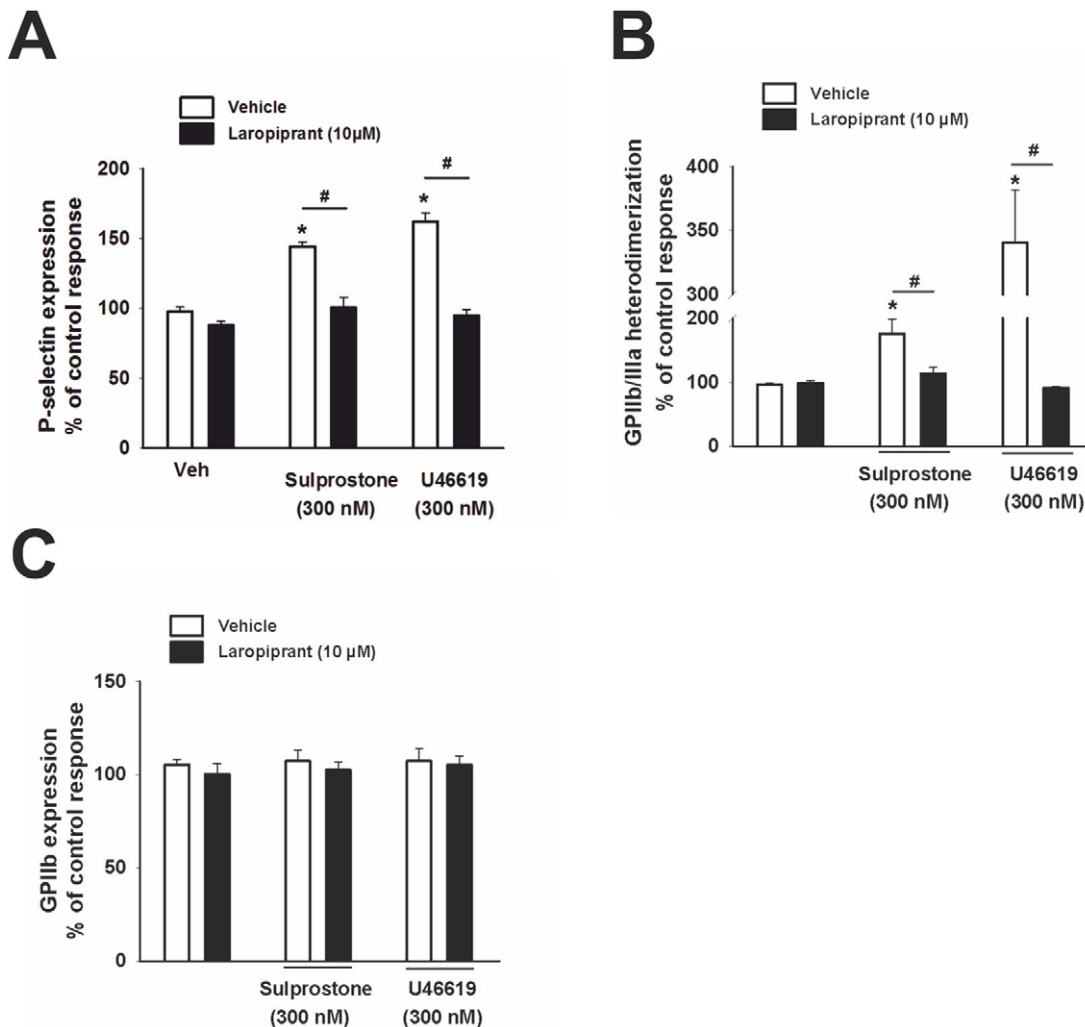 A
Vehicle
Laropiprant (10μM)
P-selectin expression
% of control response
200
150
100
50
0
*
#
*
#
Veh
Sulprostone
(300 nM)
U46619
(300 nM)
B
Vehicle
Laropiprant (10 μM)
GPIIb/IIIa heterodimerization
% of control response
400
350
300
200
100
0
*
#
*
#
Sulprostone
(300 nM)
U46619
(300 nM)
C
Vehicle
Laropiprant (10 μM)
GPIIb expression
% of control response
150
100
50
0
Sulprostone
(300 nM)
U46619
(300 nM)